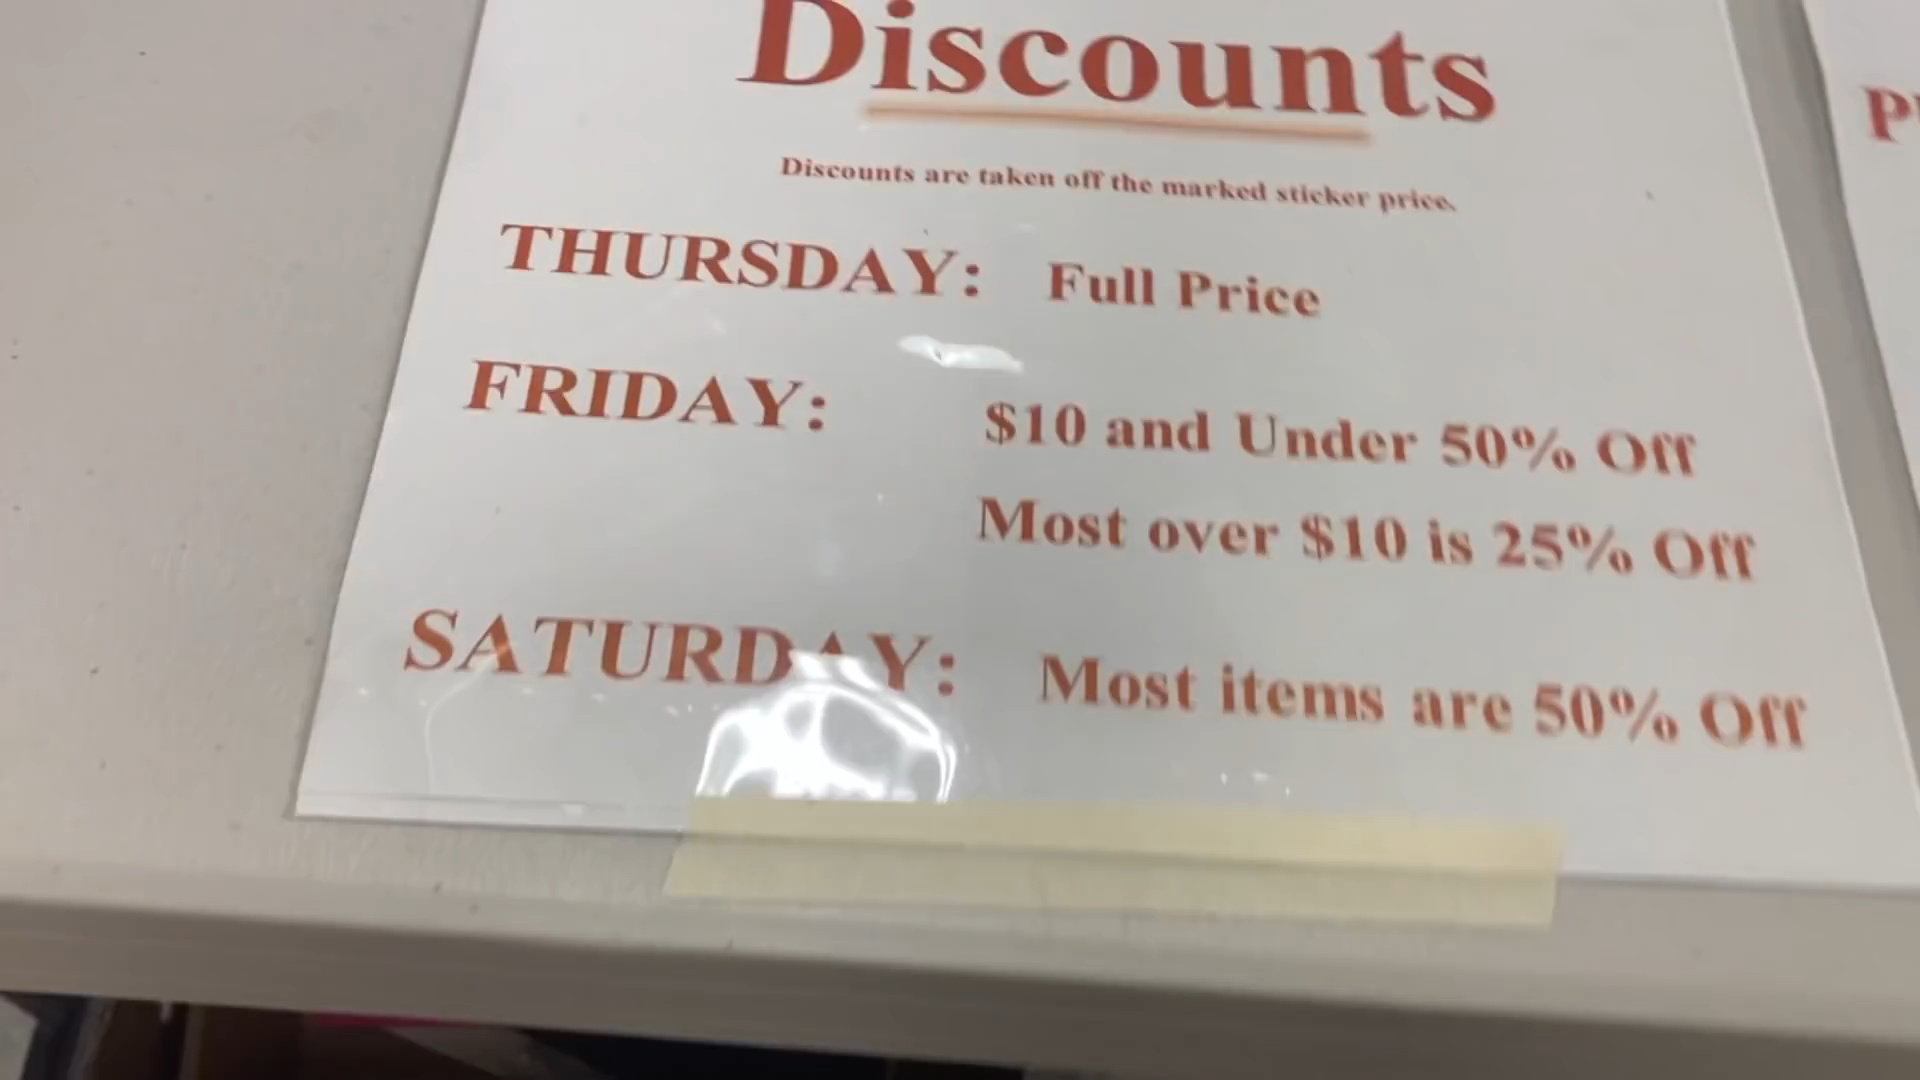 Discounts
Discounts are taken off the marked sticker price.
THURSDAY: Full Price
FRIDAY: $10 and Under 50% Off
Most over $10 is 25% Off
SATURDAY: Most items are 50% Off